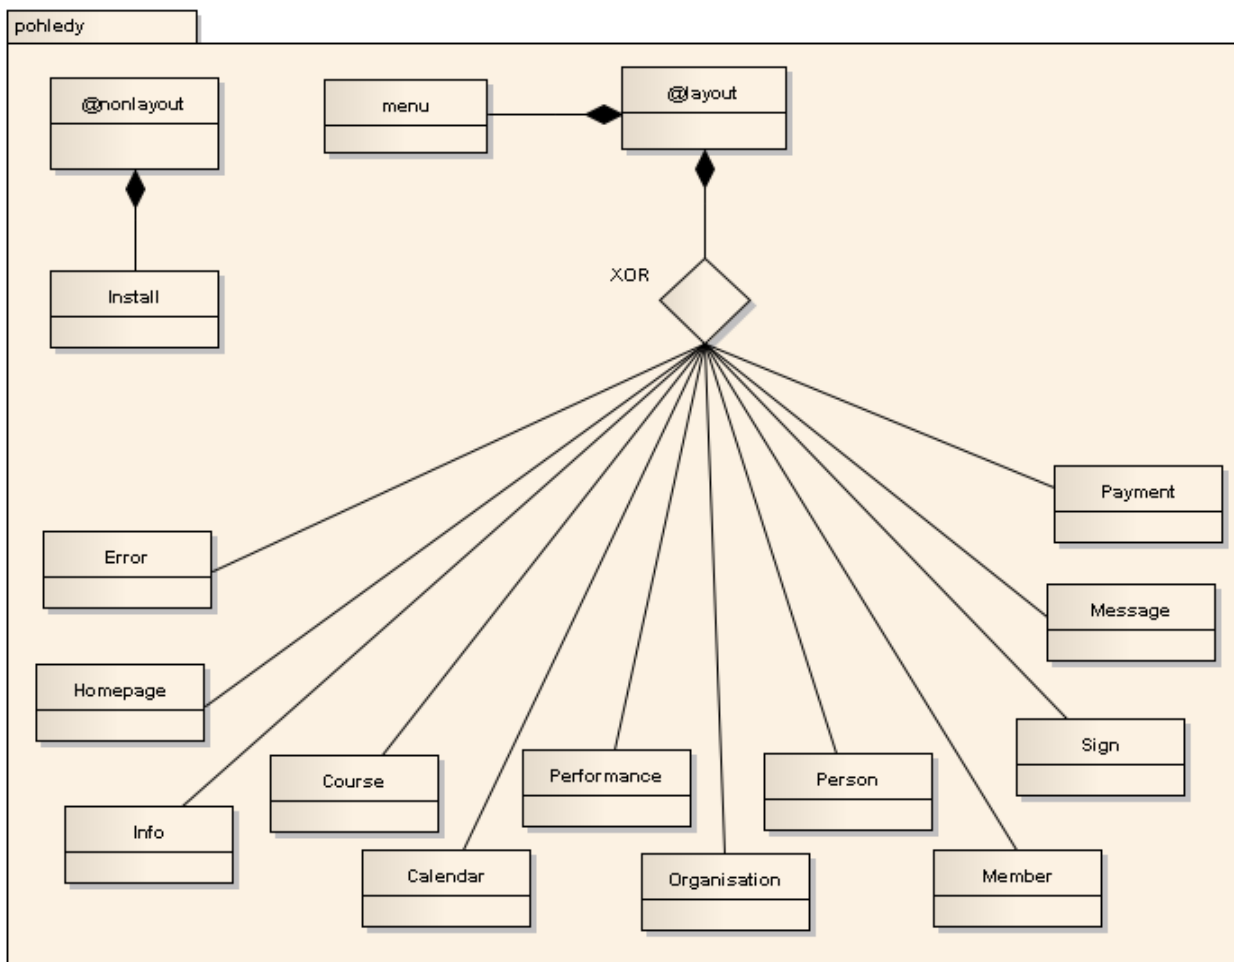 pohledy
@nonlayout
menu
@layout
XOR
Install
Payment
Error
Message
Homepage
Sign
Course
Performance
Person
Info
Calendar
Organisation
Member